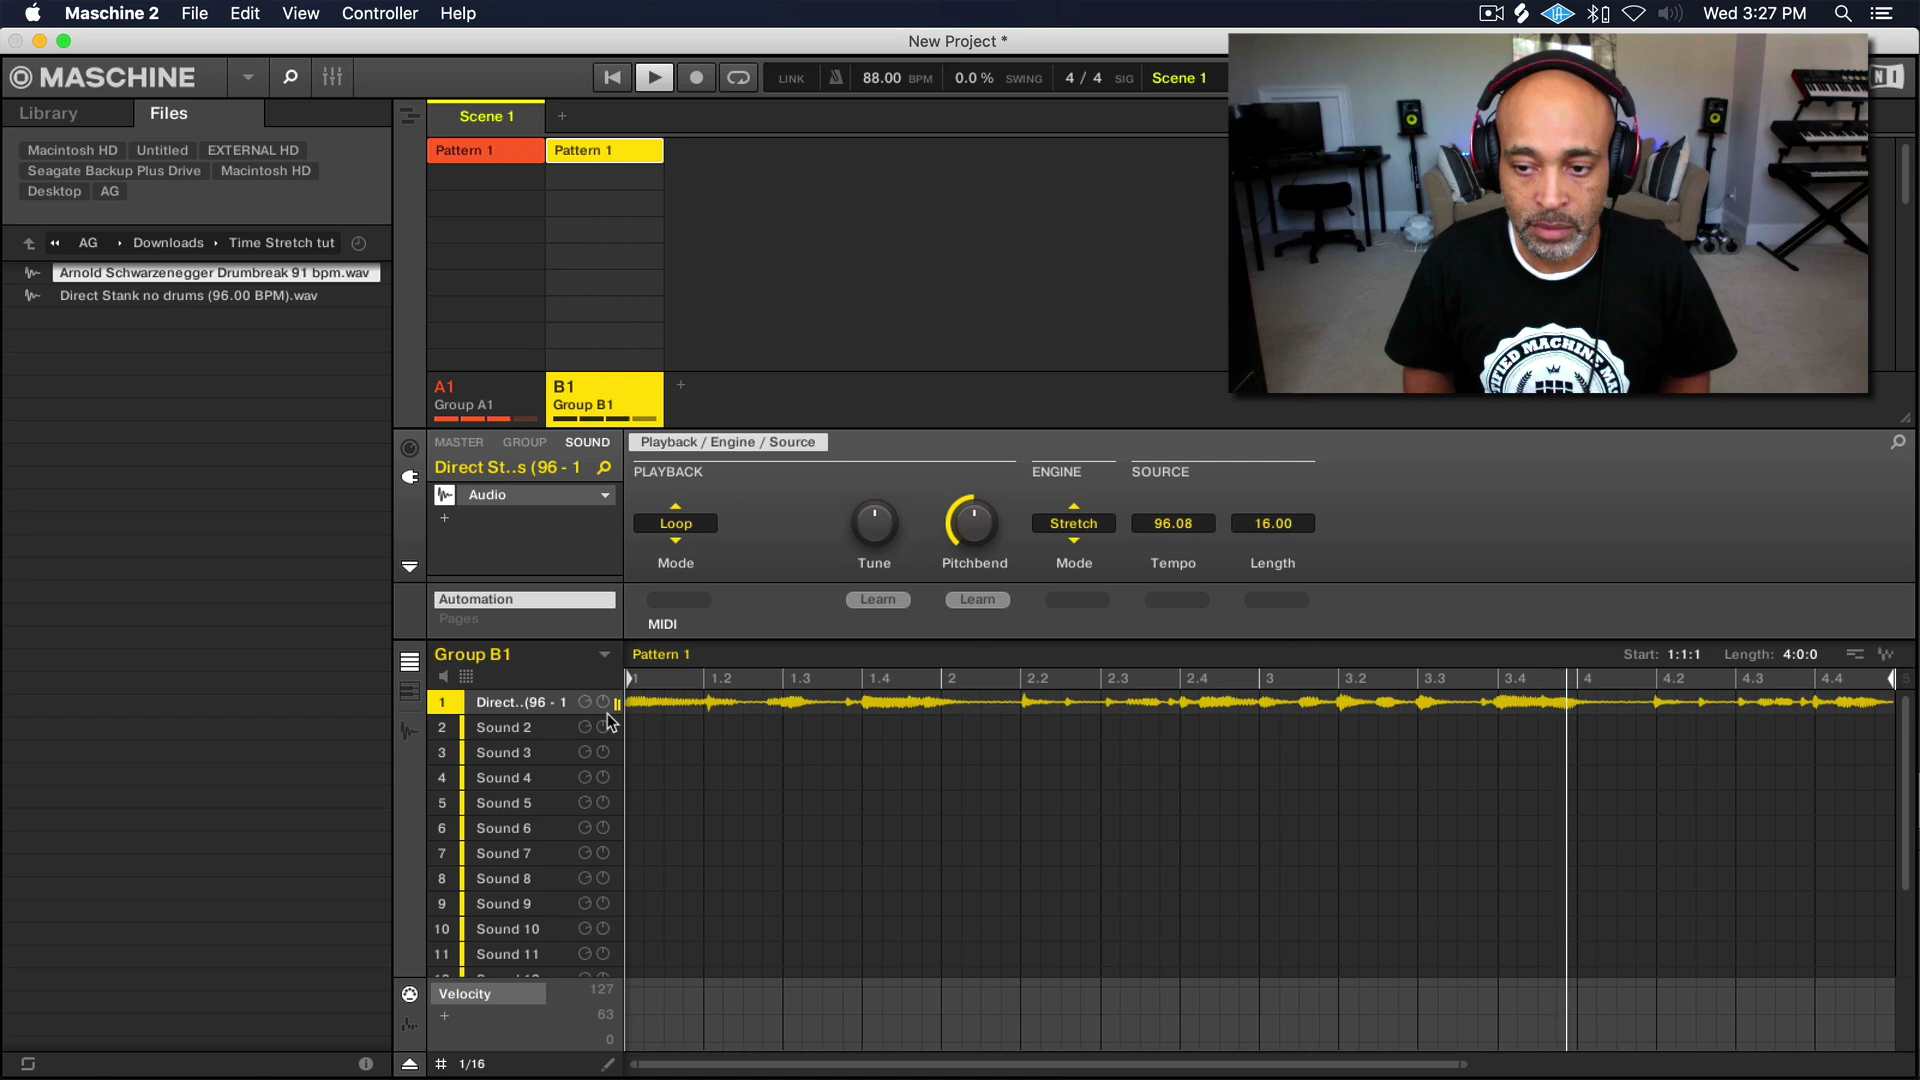 Maschine 2 File Edit View Controller Help Wed 3:27 PM
New Project *
MASCHINE LINK 88.00 BPM 0.0 % SWING 4 / 4 SIG Scene 1 NI
Library Files
Macintosh HD Untitled EXTERNAL HD
Seagate Backup Plus Drive Macintosh HD
Desktop AG
AG Downloads Time Stretch tut
Arnold Schwarzenegger Drumbreak 91 bpm.wav
Direct Stank no drums (96.00 BPM).wav
Scene 1 +
Pattern 1 Pattern 1
A1 B1 +
Group A1 Group B1
MASTER GROUP SOUND Playback / Engine / Source
Direct St..s (96 - 1
PLAYBACK ENGINE SOURCE
Audio
+
Loop Stretch 96.08 16.00
Mode Tune Pitchbend Mode Tempo Length
Automation Learn Learn
Pages
MIDI
Group B1 Pattern 1 Start: 1:1:1 Length: 4:0:0
1 1.2 1.3 1.4 2 2.2 2.3 2.4 3 3.2 3.3 3.4 4 4.2 4.3 4.4 5
1 Direct..(96 - 1
2 Sound 2
3 Sound 3
4 Sound 4
5 Sound 5
6 Sound 6
7 Sound 7
8 Sound 8
9 Sound 9
10 Sound 10
11 Sound 11
Velocity 127
+ 63
0
1/16